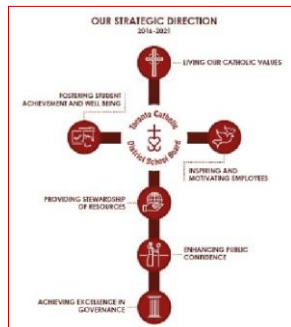 OUR STRATEGIC DIRECTION
2016-2021
LIVING OUR CATHOLIC VALUES
FOSTERING STUDENT
ACHIEVEMENT AND WELL BEING
Toronto Catholic
District School Board
INSPIRING AND
MOTIVATING EMPLOYEES
PROVIDING STEWARDSHIP
OF RESOURCES
ENHANCING PUBLIC
CONFIDENCE
ACHIEVING EXCELLENCE IN
GOVERNANCE